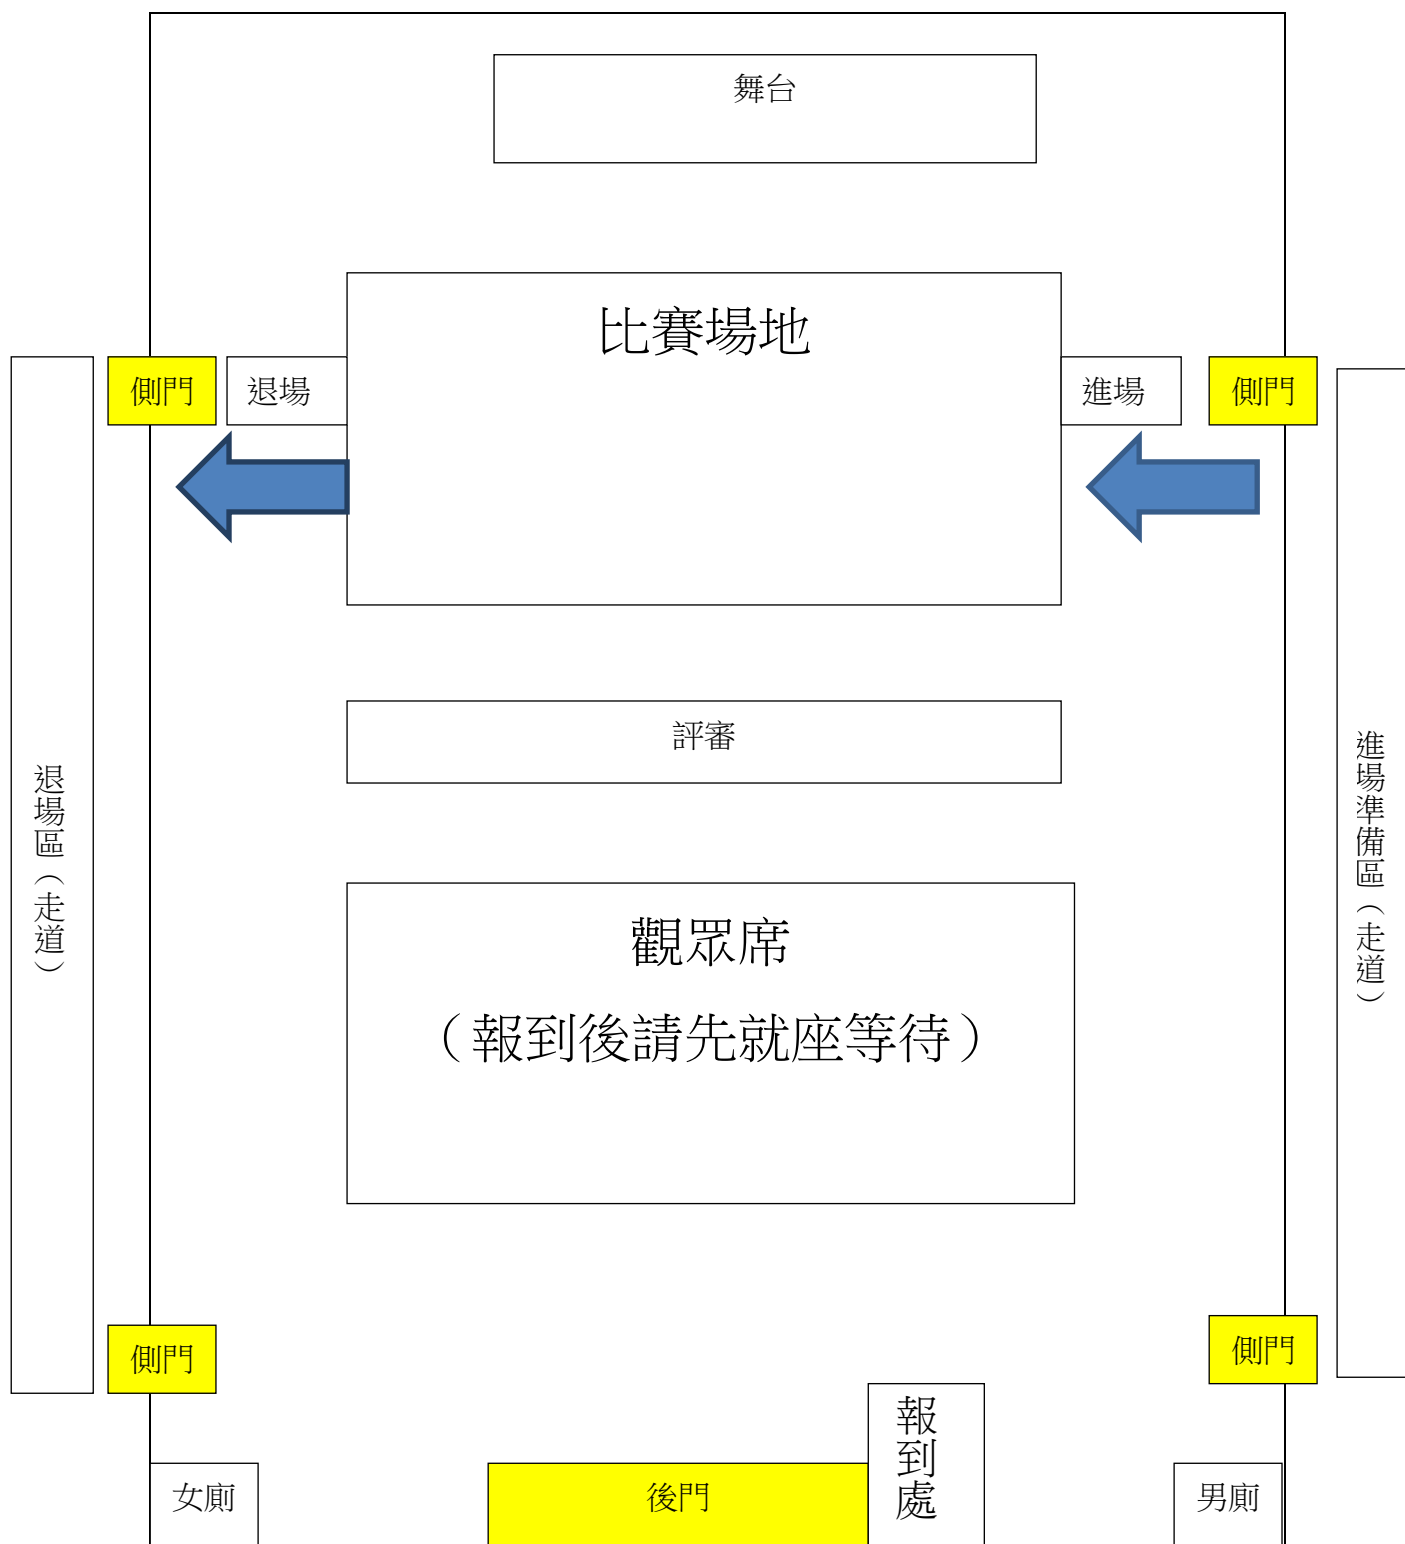 舞台
比賽場地
側門
退場
進場
側門
評審
退場區（走道）
進場準備區（走道）
觀眾席
（報到後請先就座等待）
側門
側門
報到處
女廁
後門
男廁